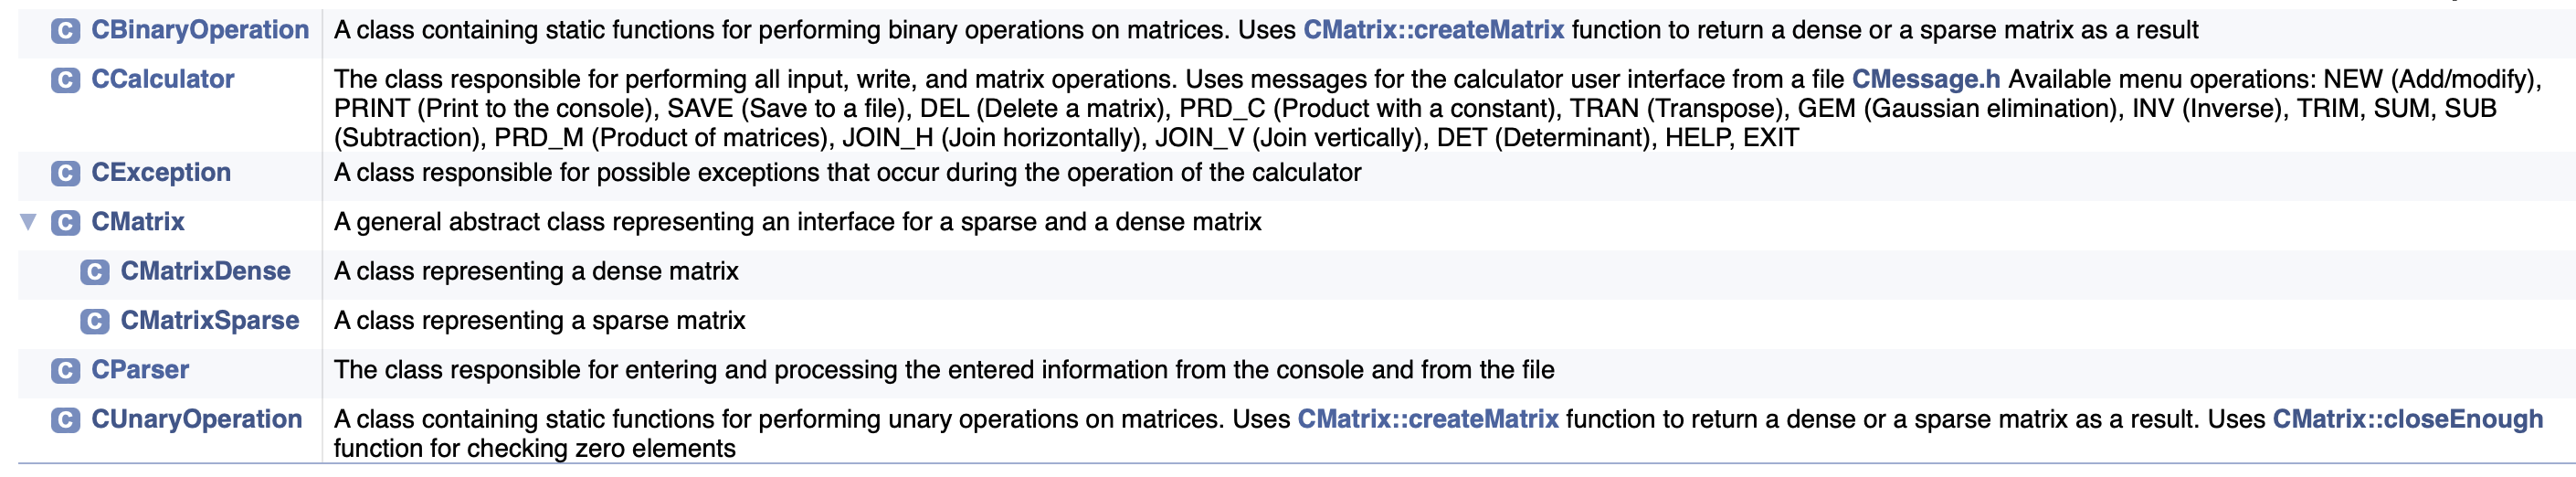 C CBinaryOperation A class containing static functions for performing binary operations on matrices. Uses CMatrix::createMatrix function to return a dense or a sparse matrix as a result
C CCalculator The class responsible for performing all input, write, and matrix operations. Uses messages for the calculator user interface from a file CMessage.h Available menu operations: NEW (Add/modify),
PRINT (Print to the console), SAVE (Save to a file), DEL (Delete a matrix), PRD_C (Product with a constant), TRAN (Transpose), GEM (Gaussian elimination), INV (Inverse), TRIM, SUM, SUB
(Subtraction), PRD_M (Product of matrices), JOIN_H (Join horizontally), JOIN_V (Join vertically), DET (Determinant), HELP, EXIT
C CException A class responsible for possible exceptions that occur during the operation of the calculator
▼ C CMatrix A general abstract class representing an interface for a sparse and a dense matrix
C CMatrixDense A class representing a dense matrix
C CMatrixSparse A class representing a sparse matrix
C CParser The class responsible for entering and processing the entered information from the console and from the file
C CUnaryOperation A class containing static functions for performing unary operations on matrices. Uses CMatrix::createMatrix function to return a dense or a sparse matrix as a result. Uses CMatrix::closeEnough
function for checking zero elements